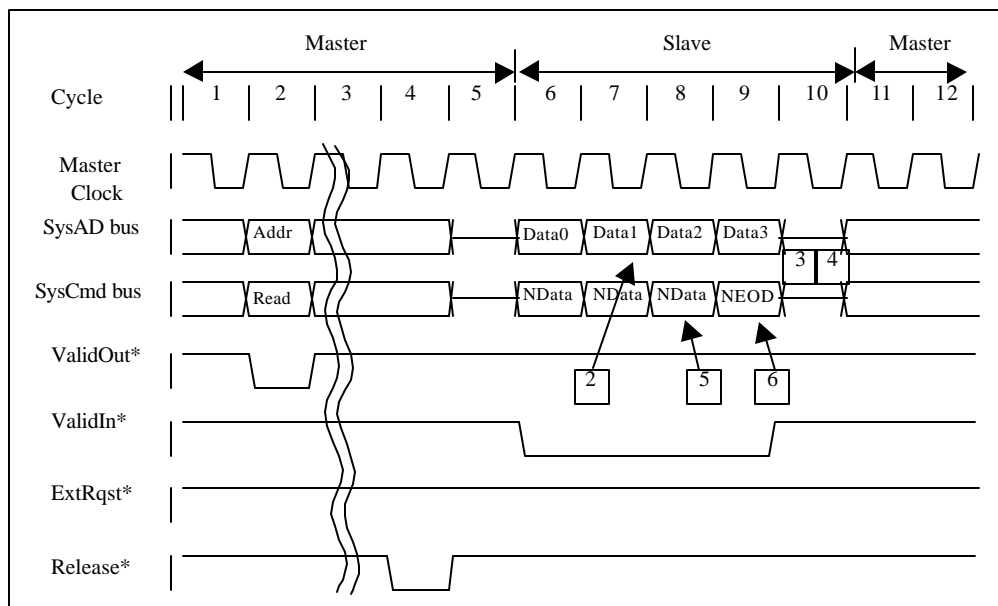 Master Slave Master
Cycle 1 2 3 4 5 6 7 8 9 10 11 12
Master
Clock
SysAD bus Addr Data0 Data1 Data2 Data3
3 4
SysCmd bus Read NData NData NData NEOD
ValidOut*
2 5 6
ValidIn*
ExtRqst*
Release*